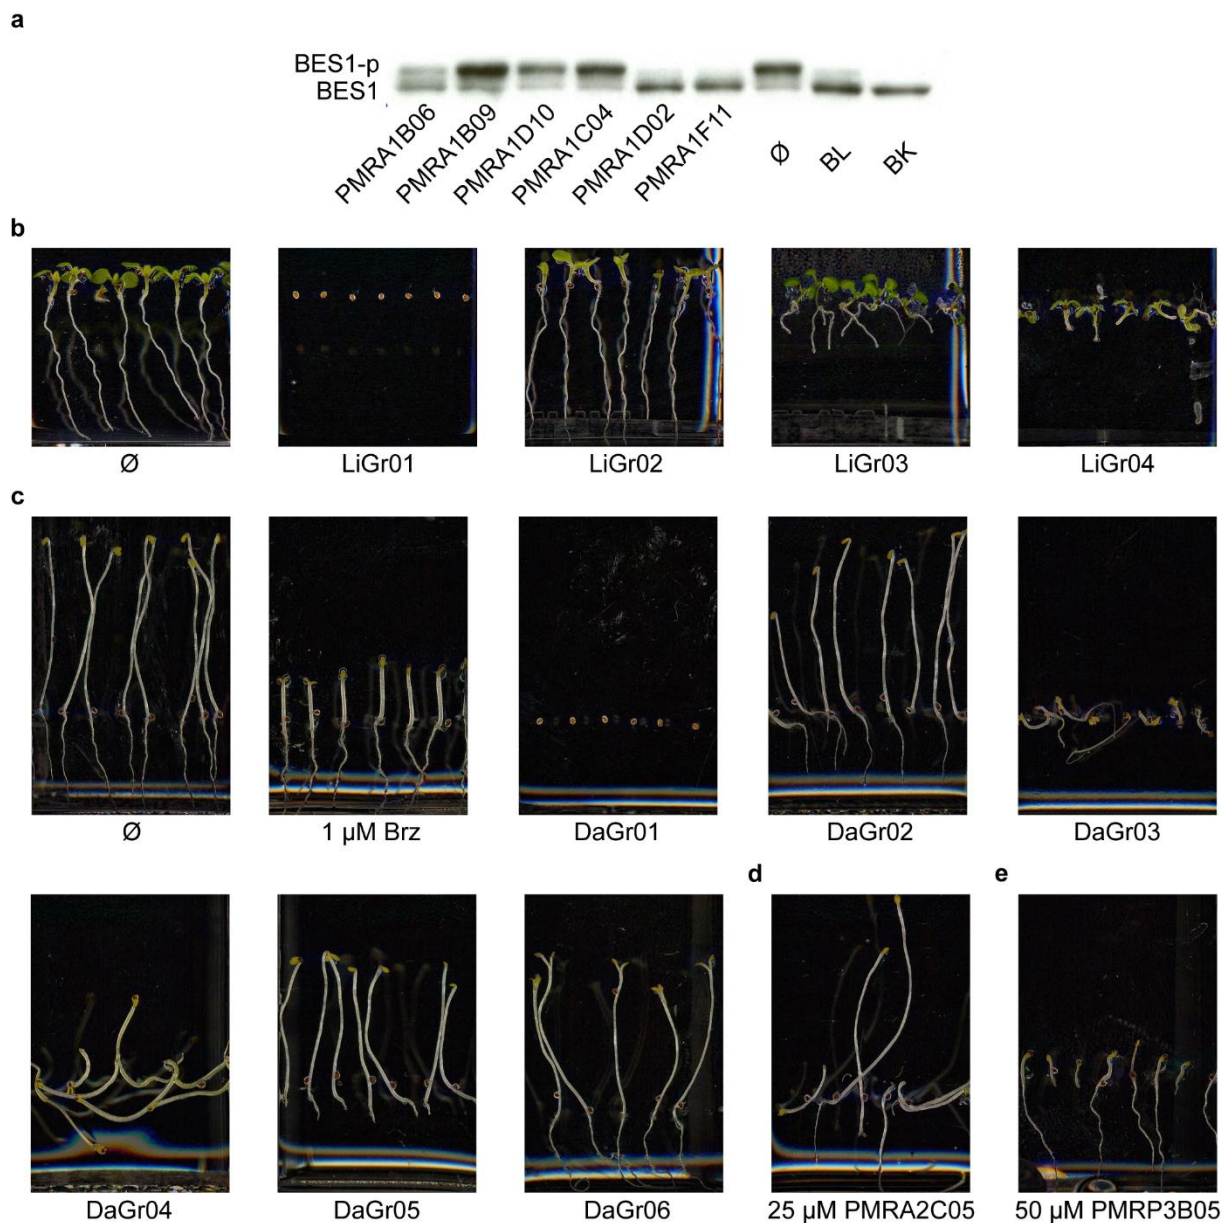 a
BES1-p
BES1
PMRA1B06
PMRA1B09
PMRA1D10
PMRA1C04
PMRA1D02
PMRA1F11
Ø
BL
BK
b
Ø
LiGr01
LiGr02
LiGr03
LiGr04
c
Ø
1 µM Brz
DaGr01
DaGr02
DaGr03
d
e
DaGr04
DaGr05
DaGr06
25 µM PMRA2C05
50 µM PMRP3B05